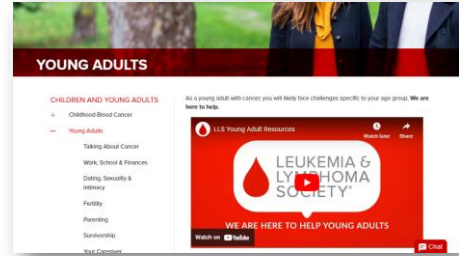 YOUNG ADULTS
CHILDREN AND YOUNG ADULTS
+ Childhood Blood Cancer
– Young Adults
Talking About Cancer
Work, School & Finances
Dating, Sexuality &
Intimacy
Fertility
Parenting
Survivorship
Your Caregiver
As a young adult with cancer, you will likely face challenges specific to your age group. We are
here to help.
LLS Young Adult Resources
Watch later
Share
LEUKEMIA &
LYMPHOMA
SOCIETY®
WE ARE HERE TO HELP YOUNG ADULTS
Watch on YouTube
Chat